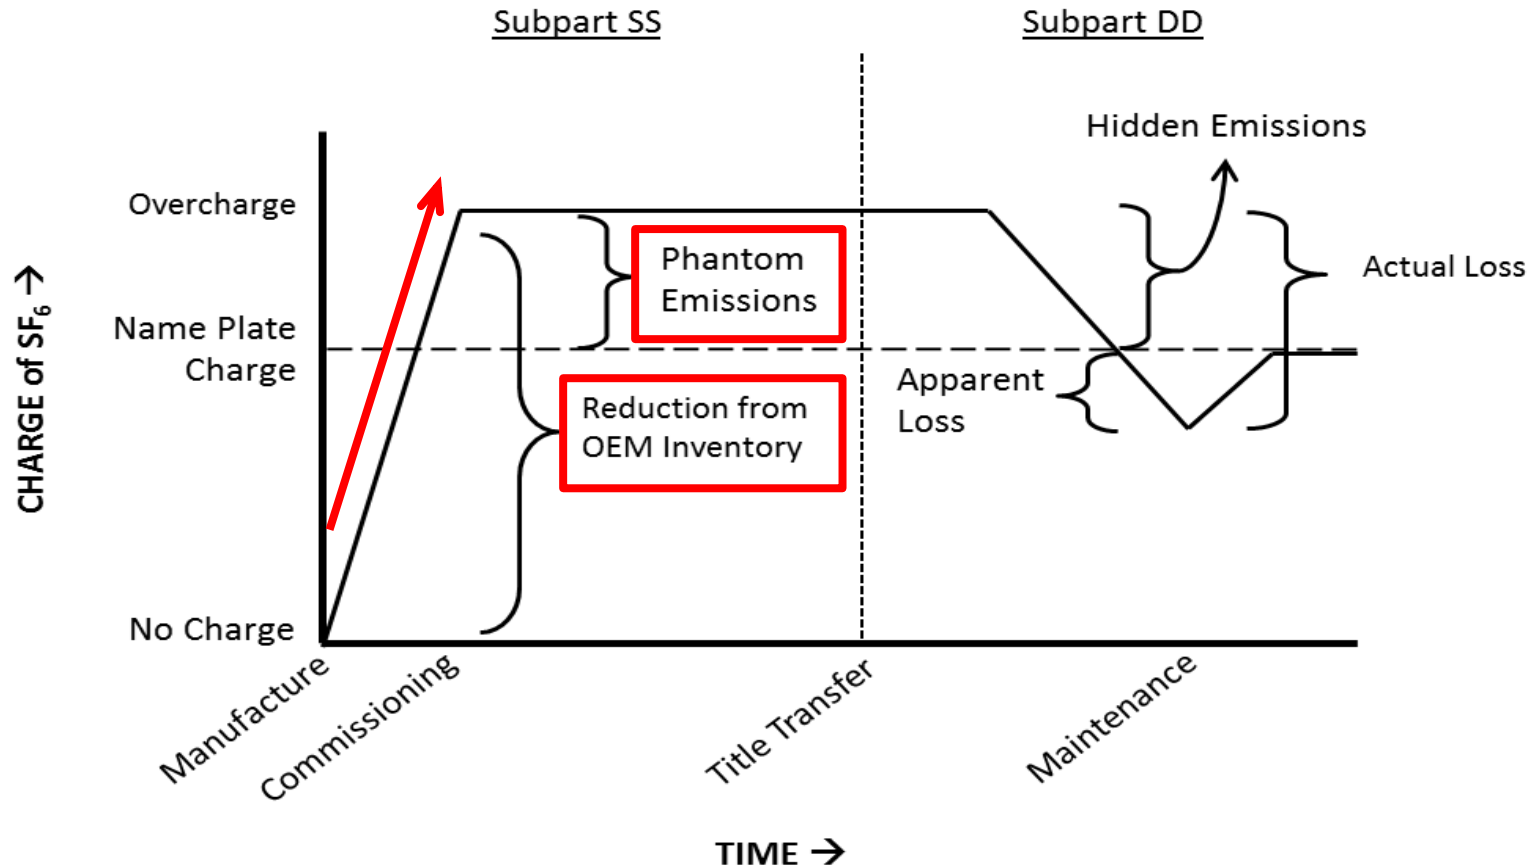 Subpart SS
Subpart DD
Hidden Emissions
Overcharge
Phantom
Emissions
Actual Loss
Name Plate
Charge
Apparent
Loss
Reduction from
OEM Inventory
No Charge
CHARGE of SF₆ →
Manufacture
Commissioning
Title Transfer
Maintenance
TIME →